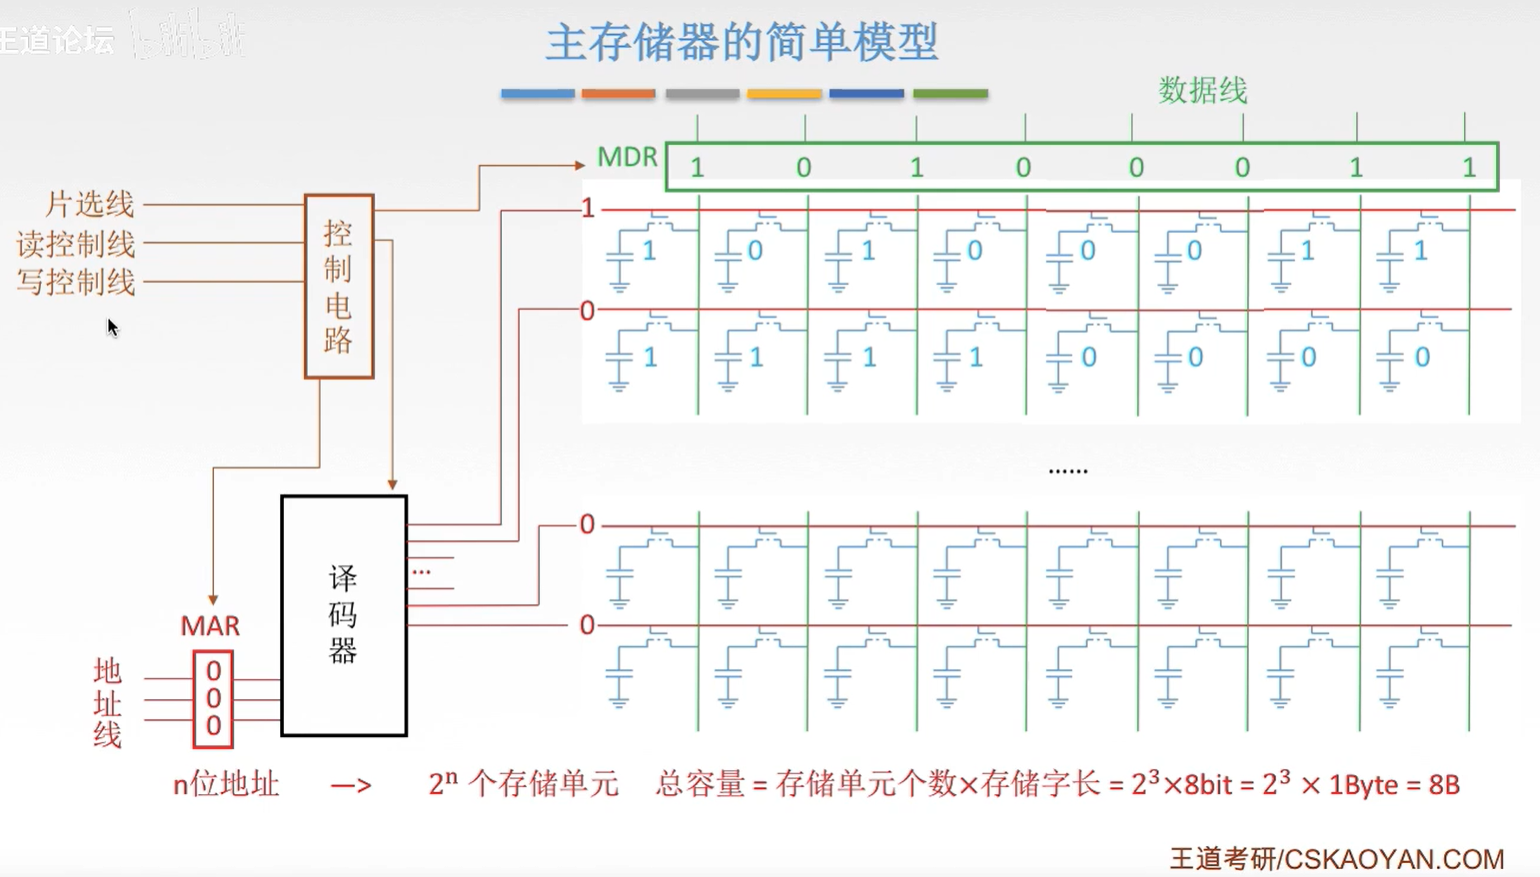 王道论坛 bilibili
主存储器的简单模型
数据线
MDR 1 0 1 0 0 0 1 1
片选线
读控制线
写控制线
控制电路
1
1 0 1 0 0 0 1 1
0
1 1 1 1 0 0 0 0
......
0
0
译码器
...
MAR
地址线
0
0
0
n位地址 —> 2ⁿ 个存储单元 总容量 = 存储单元个数×存储字长 = 2³×8bit = 2³ × 1Byte = 8B
王道考研/CSKAOYAN.COM